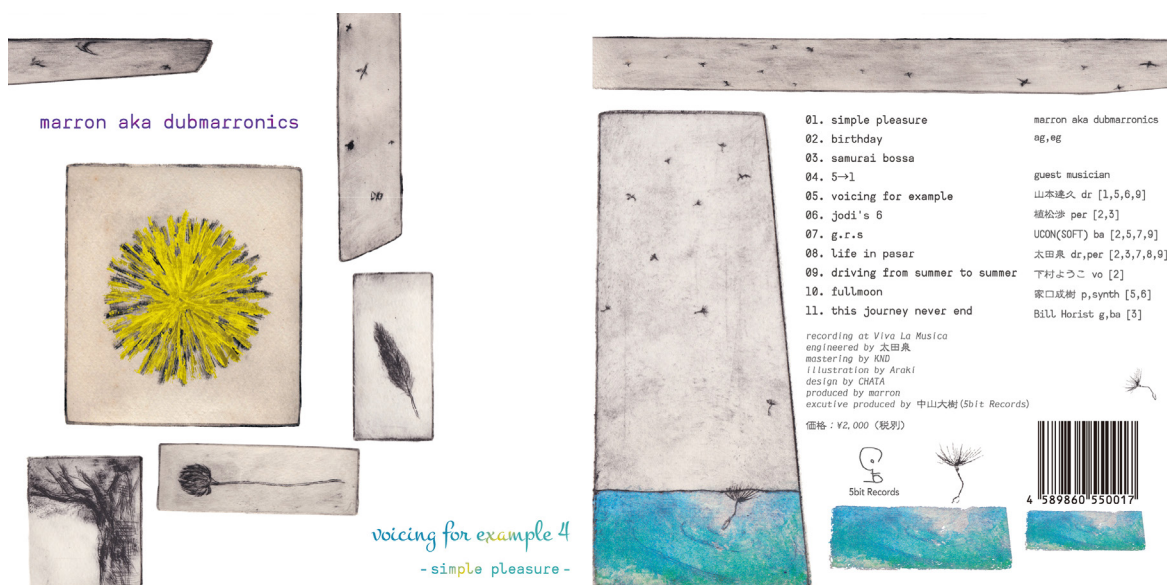 marron aka dubmarronics
voicing for example 4
-simple pleasure-
01. simple pleasure
02. birthday
03. samurai bossa
04. 5→1
05. voicing for example
06. jodi's 6
07. g.r.s
08. life in pasar
09. driving from summer to summer
10. fullmoon
11. this journey never end
marron aka dubmarronics
ag,eg
guest musician
山本達久 dr [1,5,6,9]
植松渉 per [2,3]
UCON(SOFT) ba [2,5,7,9]
太田泉 dr,per [2,3,7,8,9]
下村ようこ vo [2]
家口成樹 p,synth [5,6]
Bill Horist g,ba [3]
recording at Viva La Musica
engineered by 太田泉
mastering by KND
illustration by Araki
design by CHATA
produced by marron
excutive produced by 中山大樹(5bit Records)
価格：¥2,000（税別）
5bit Records
4 589860 550017